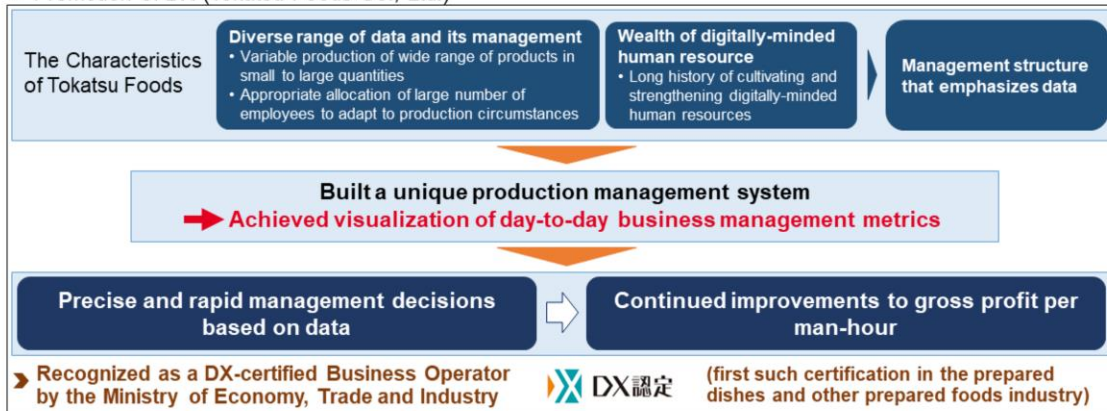 The Characteristics
of Tokatsu Foods
Diverse range of data and its management
• Variable production of wide range of products in
small to large quantities
• Appropriate allocation of large number of
employees to adapt to production circumstances
Wealth of digitally-minded
human resource
• Long history of cultivating and
strengthening digitally-minded
human resources
Management structure
that emphasizes data
Built a unique production management system
Achieved visualization of day-to-day business management metrics
Precise and rapid management decisions
based on data
Continued improvements to gross profit per
man-hour
Recognized as a DX-certified Business Operator
by the Ministry of Economy, Trade and Industry
DX認定
(first such certification in the prepared
dishes and other prepared foods industry)